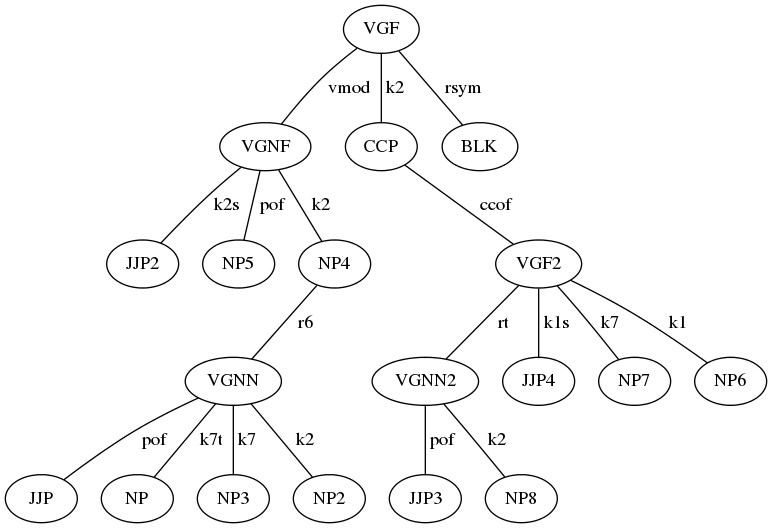 VGF
vmod k2 rsym
VGNF CCP BLK
k2s pof k2 ccof
JJP2 NP5 NP4 VGF2
r6 rt k1s k7 k1
VGNN VGNN2 JJP4 NP7 NP6
pof k7t k7 k2 pof k2
JJP NP NP3 NP2 JJP3 NP8